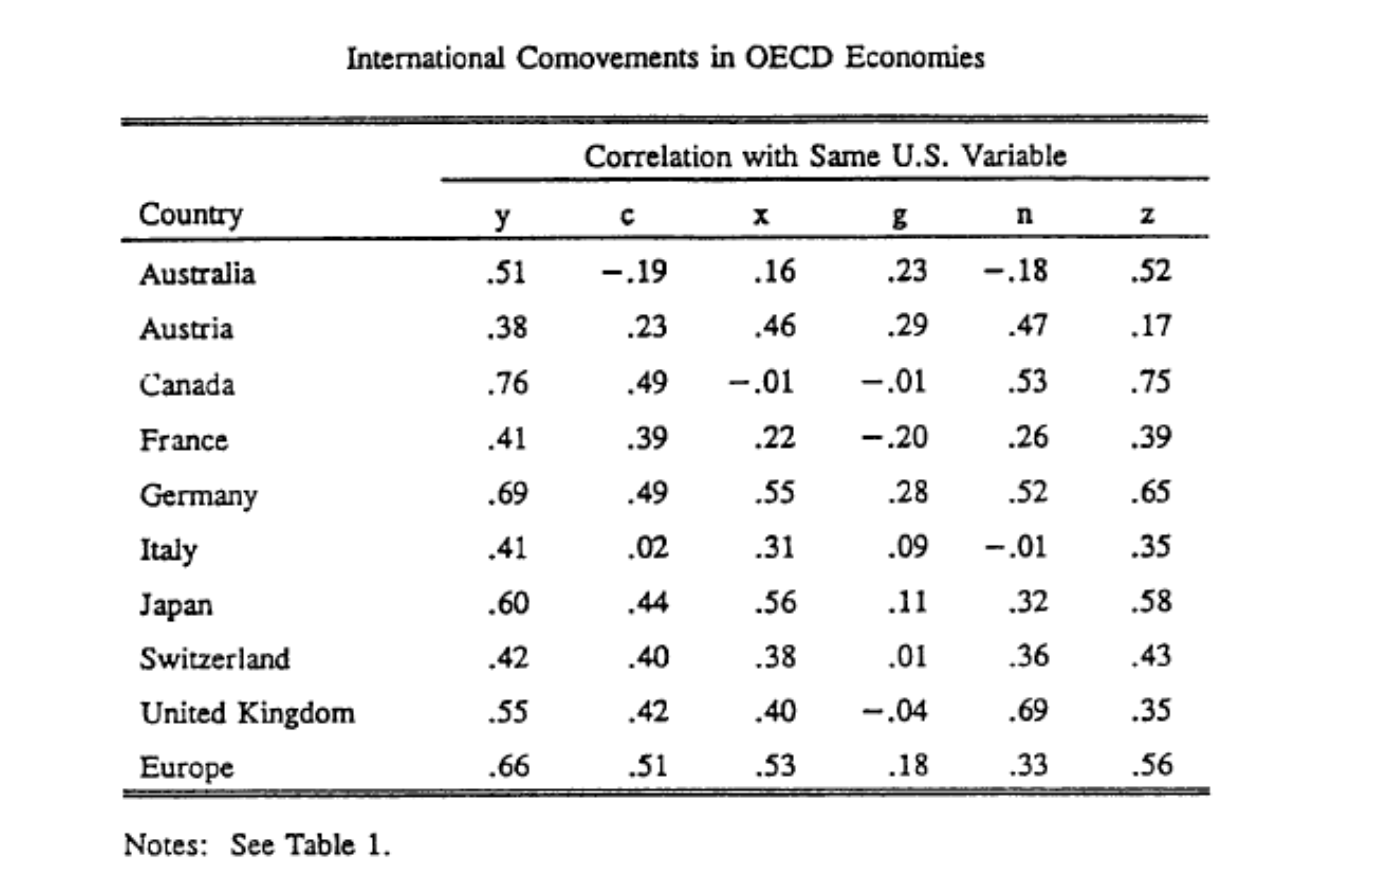 International Comovements in OECD Economies
Correlation with Same U.S. Variable
Country y c x g n z
Australia .51 −.19 .16 .23 −.18 .52
Austria .38 .23 .46 .29 .47 .17
Canada .76 .49 −.01 −.01 .53 .75
France .41 .39 .22 −.20 .26 .39
Germany .69 .49 .55 .28 .52 .65
Italy .41 .02 .31 .09 −.01 .35
Japan .60 .44 .56 .11 .32 .58
Switzerland .42 .40 .38 .01 .36 .43
United Kingdom .55 .42 .40 −.04 .69 .35
Europe .66 .51 .53 .18 .33 .56
Notes: See Table 1.